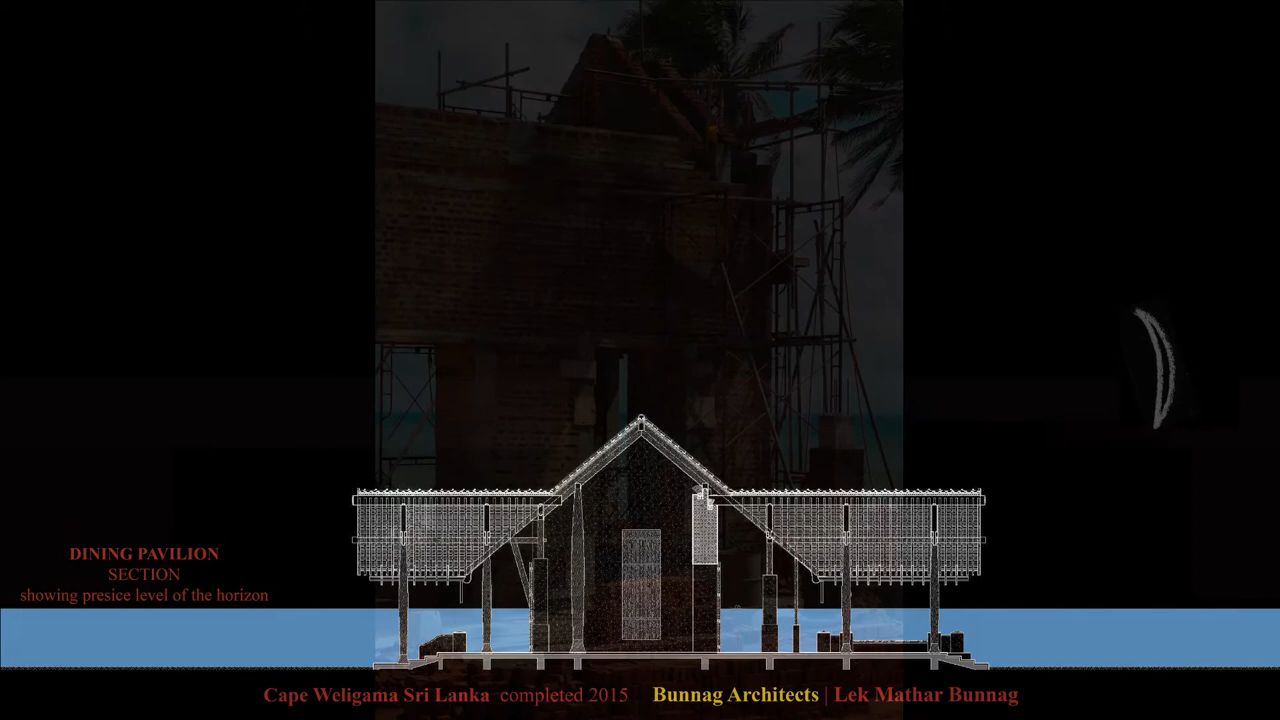 DINING PAVILION
SECTION
showing presice level of the horizon
Cape Weligama Sri Lanka completed 2015 Bunnag Architects | Lek Mathar Bunnag